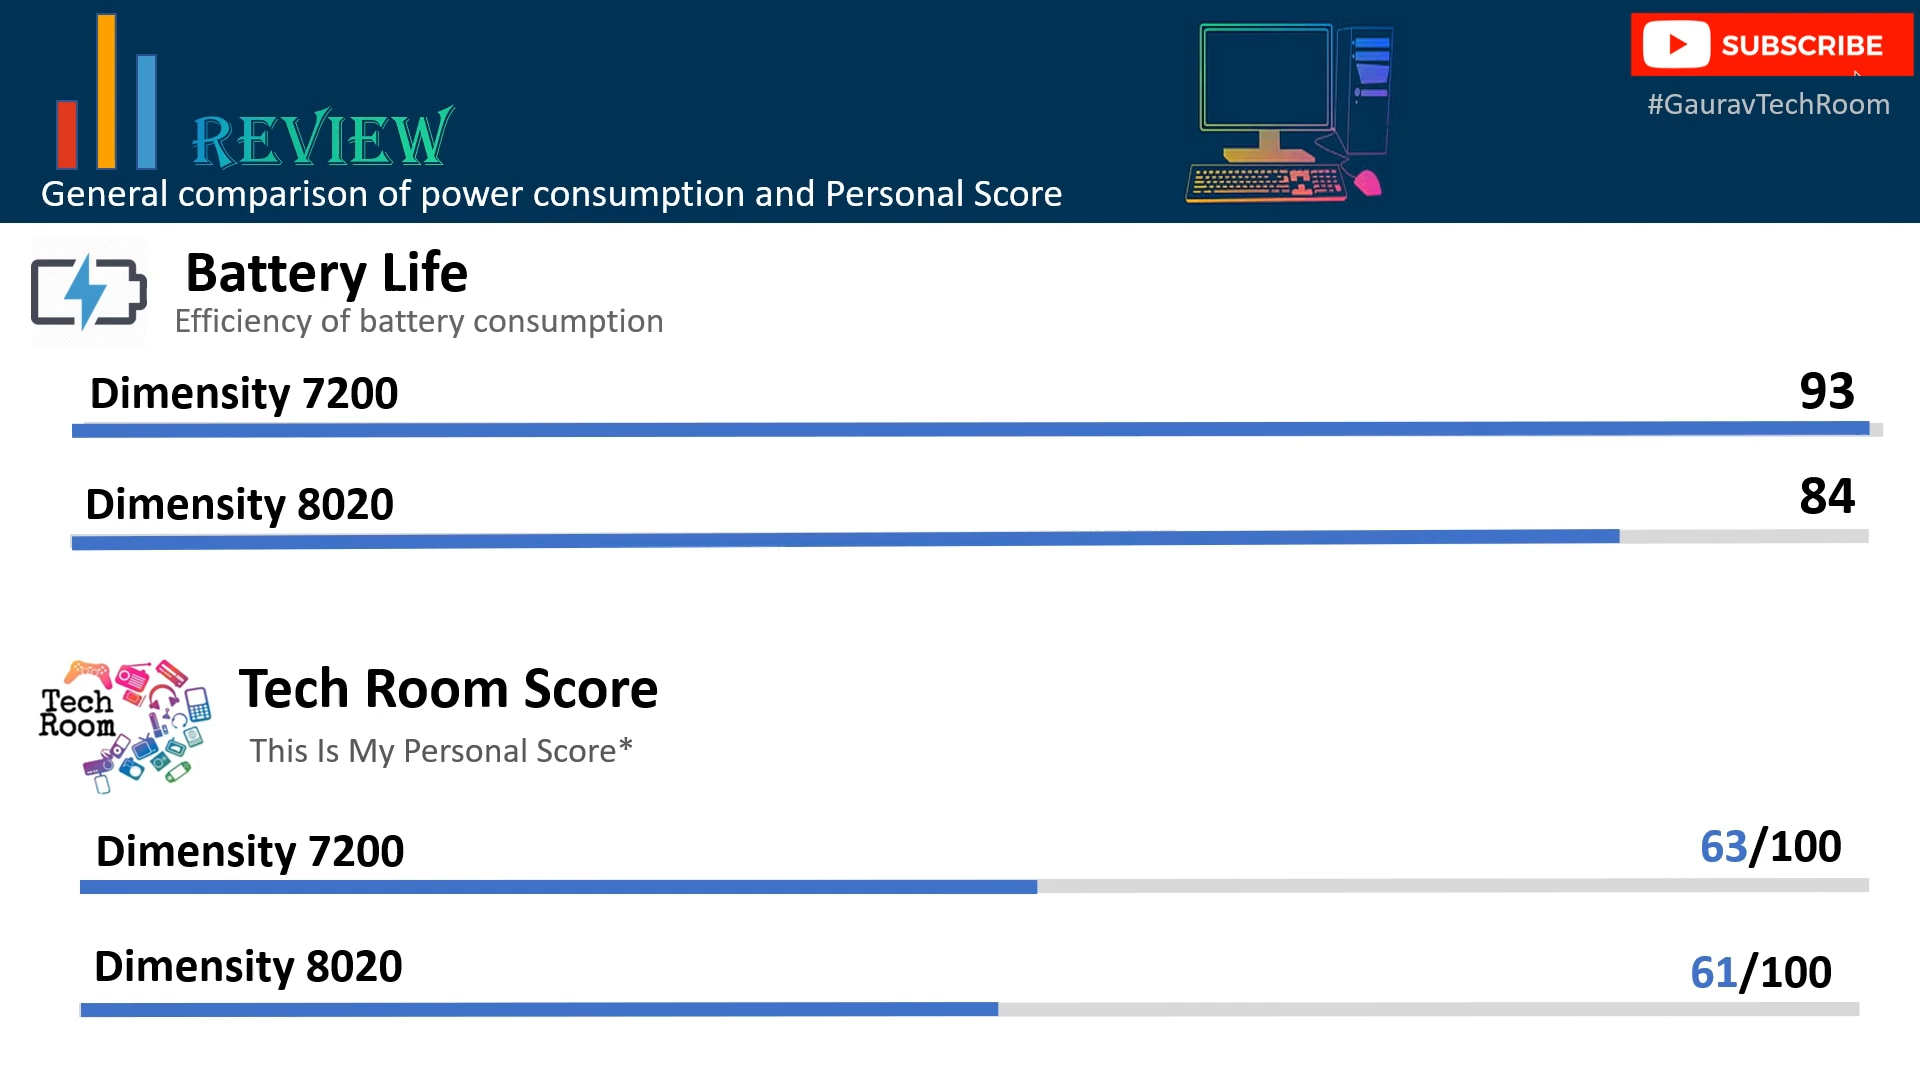 SUBSCRIBE
#GauravTechRoom
REVIEW
General comparison of power consumption and Personal Score
Battery Life
Efficiency of battery consumption
Dimensity 7200
93
Dimensity 8020
84
Tech
Room
Tech Room Score
This Is My Personal Score*
Dimensity 7200
63/100
Dimensity 8020
61/100